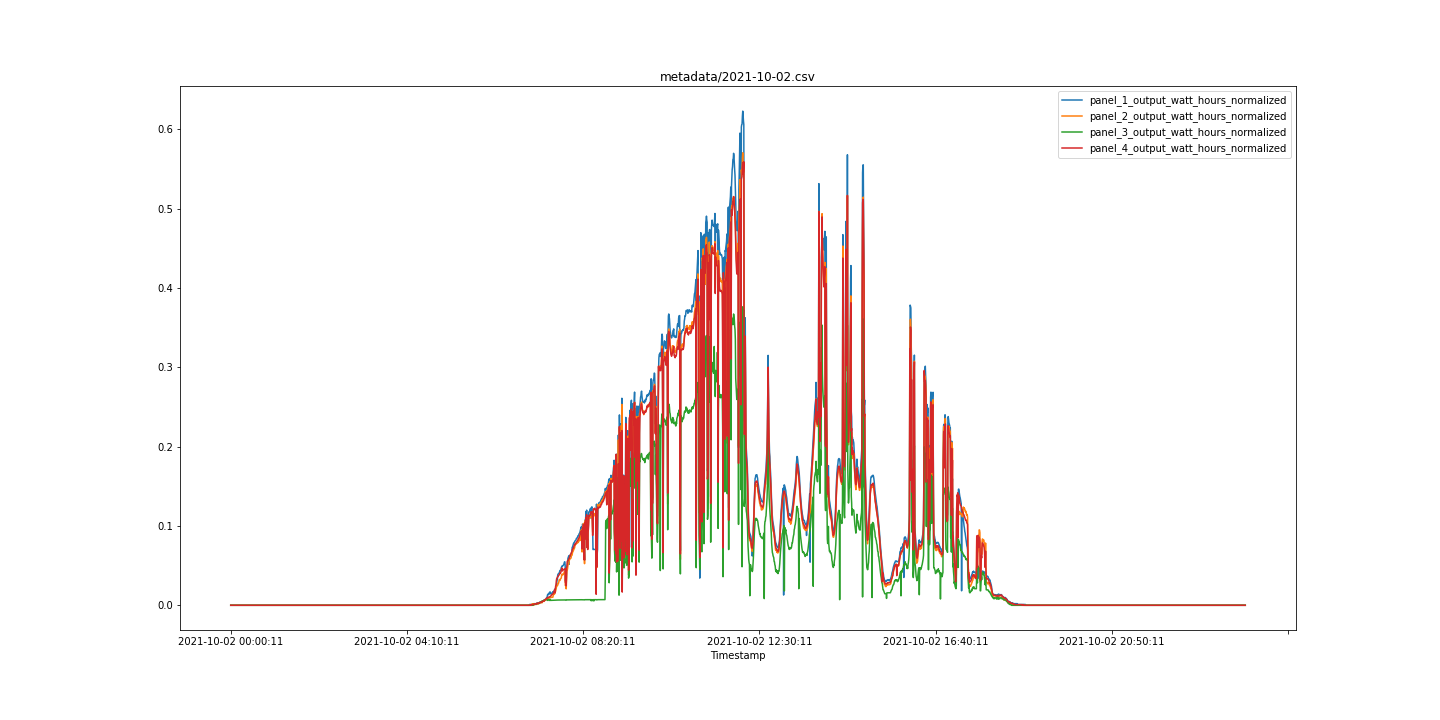 metadata/2021-10-02.csv
panel_1_output_watt_hours_normalized
panel_2_output_watt_hours_normalized
panel_3_output_watt_hours_normalized
panel_4_output_watt_hours_normalized
0.6
0.5
0.4
0.3
0.2
0.1
0.0
2021-10-02 00:00:11 2021-10-02 04:10:11 2021-10-02 08:20:11 2021-10-02 12:30:11 2021-10-02 16:40:11 2021-10-02 20:50:11
Timestamp